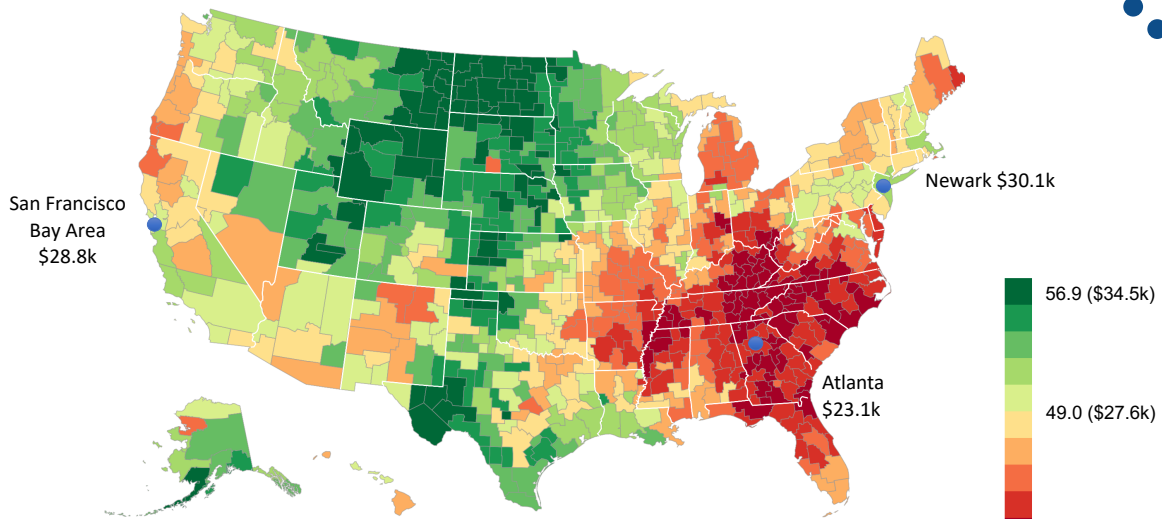 Newark $30.1k
San Francisco
Bay Area
$28.8k
56.9 ($34.5k)
Atlanta
$23.1k
49.0 ($27.6k)